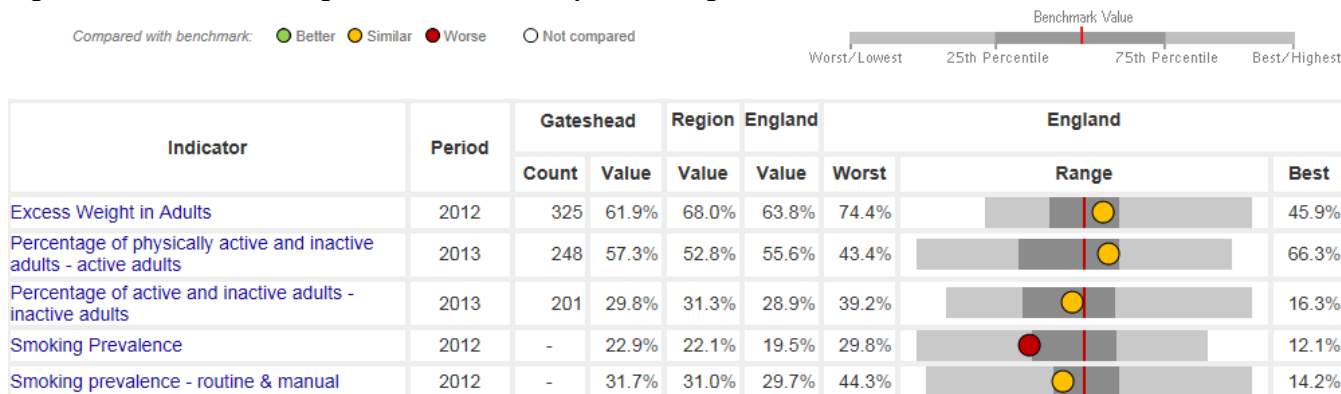 Benchmark Value
Compared with benchmark: Better Similar Worse Not compared
Worst/Lowest 25th Percentile 75th Percentile Best/Highest
Indicator Period Gateshead Region England England
Count Value Value Value Worst Range Best
Excess Weight in Adults 2012 325 61.9% 68.0% 63.8% 74.4% 45.9%
Percentage of physically active and inactive
adults - active adults 2013 248 57.3% 52.8% 55.6% 43.4% 66.3%
Percentage of active and inactive adults -
inactive adults 2013 201 29.8% 31.3% 28.9% 39.2% 16.3%
Smoking Prevalence 2012 - 22.9% 22.1% 19.5% 29.8% 12.1%
Smoking prevalence - routine & manual 2012 - 31.7% 31.0% 29.7% 44.3% 14.2%